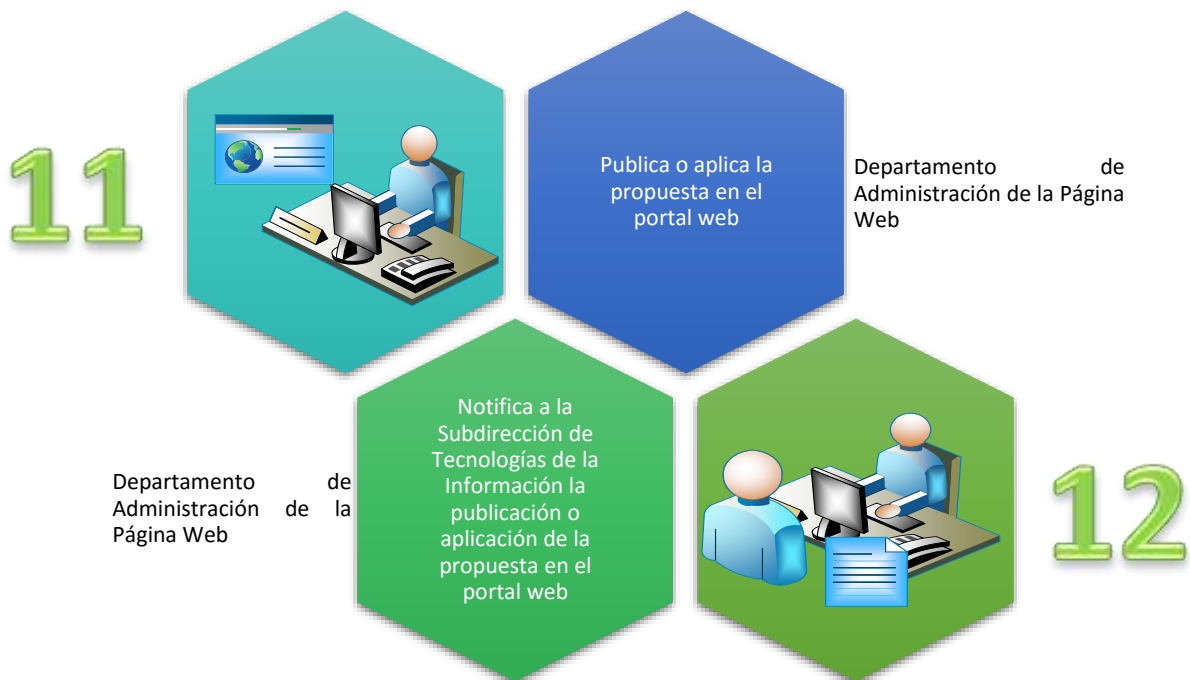 11
Publica o aplica la
propuesta en el
portal web
Departamento de
Administración de la Página
Web
Departamento de
Administración de la
Página Web
Notifica a la
Subdirección de
Tecnologías de la
Información la
publicación o
aplicación de la
propuesta en el
portal web
12